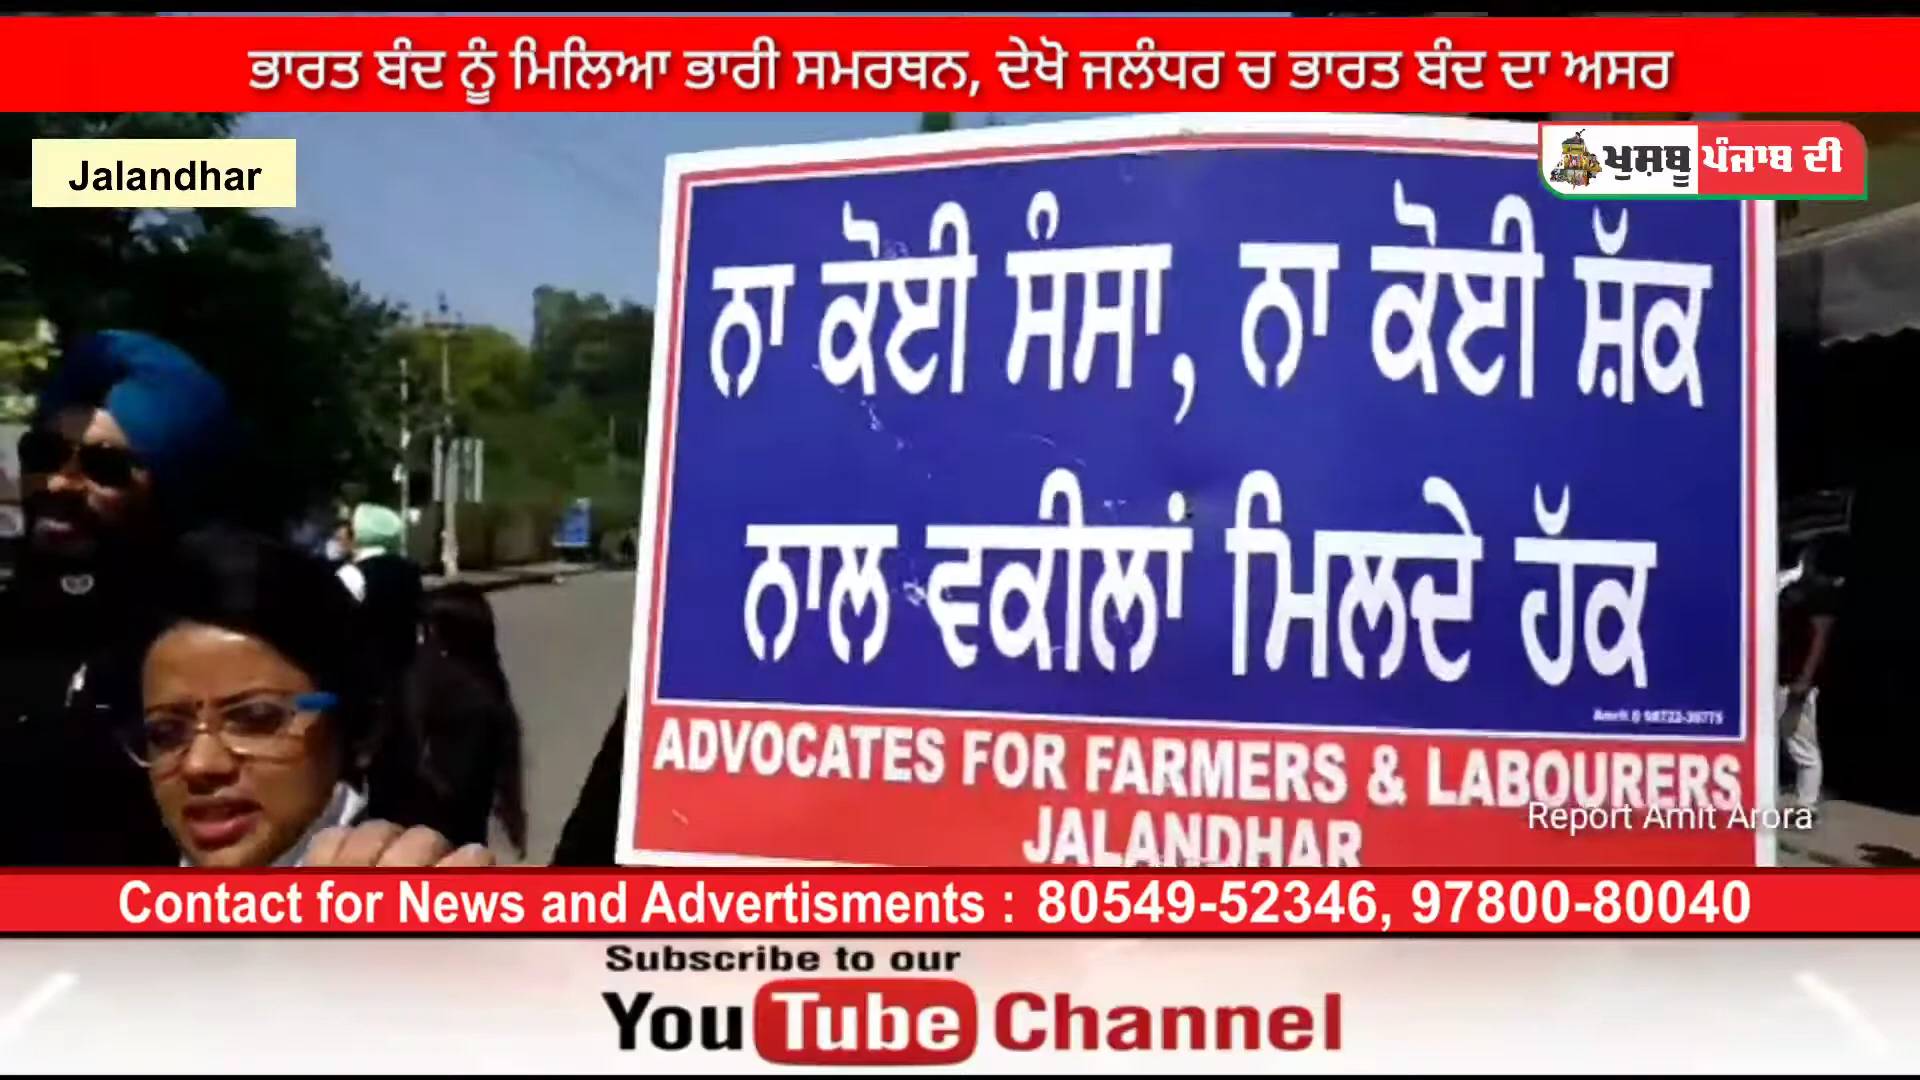 ਭਾਰਤ ਬੰਦ ਨੂੰ ਮਿਲਿਆ ਭਾਰੀ ਸਮਰਥਨ, ਦੇਖੋ ਜਲੰਧਰ ਚ ਭਾਰਤ ਬੰਦ ਦਾ ਅਸਰ
Jalandhar
ਖੁਸ਼ਬੂ ਪੰਜਾਬ ਦੀ
ਨਾ ਕੋਈ ਸੰਸਾ, ਨਾ ਕੋਈ ਸ਼ੱਕ
ਨਾਲ ਵਕੀਲਾਂ ਮਿਲਦੇ ਹੱਕ
ADVOCATES FOR FARMERS & LABOURERS
JALANDHAR
Report Amit Arora
Contact for News and Advertisments : 80549-52346, 97800-80040
Subscribe to our
YouTube Channel